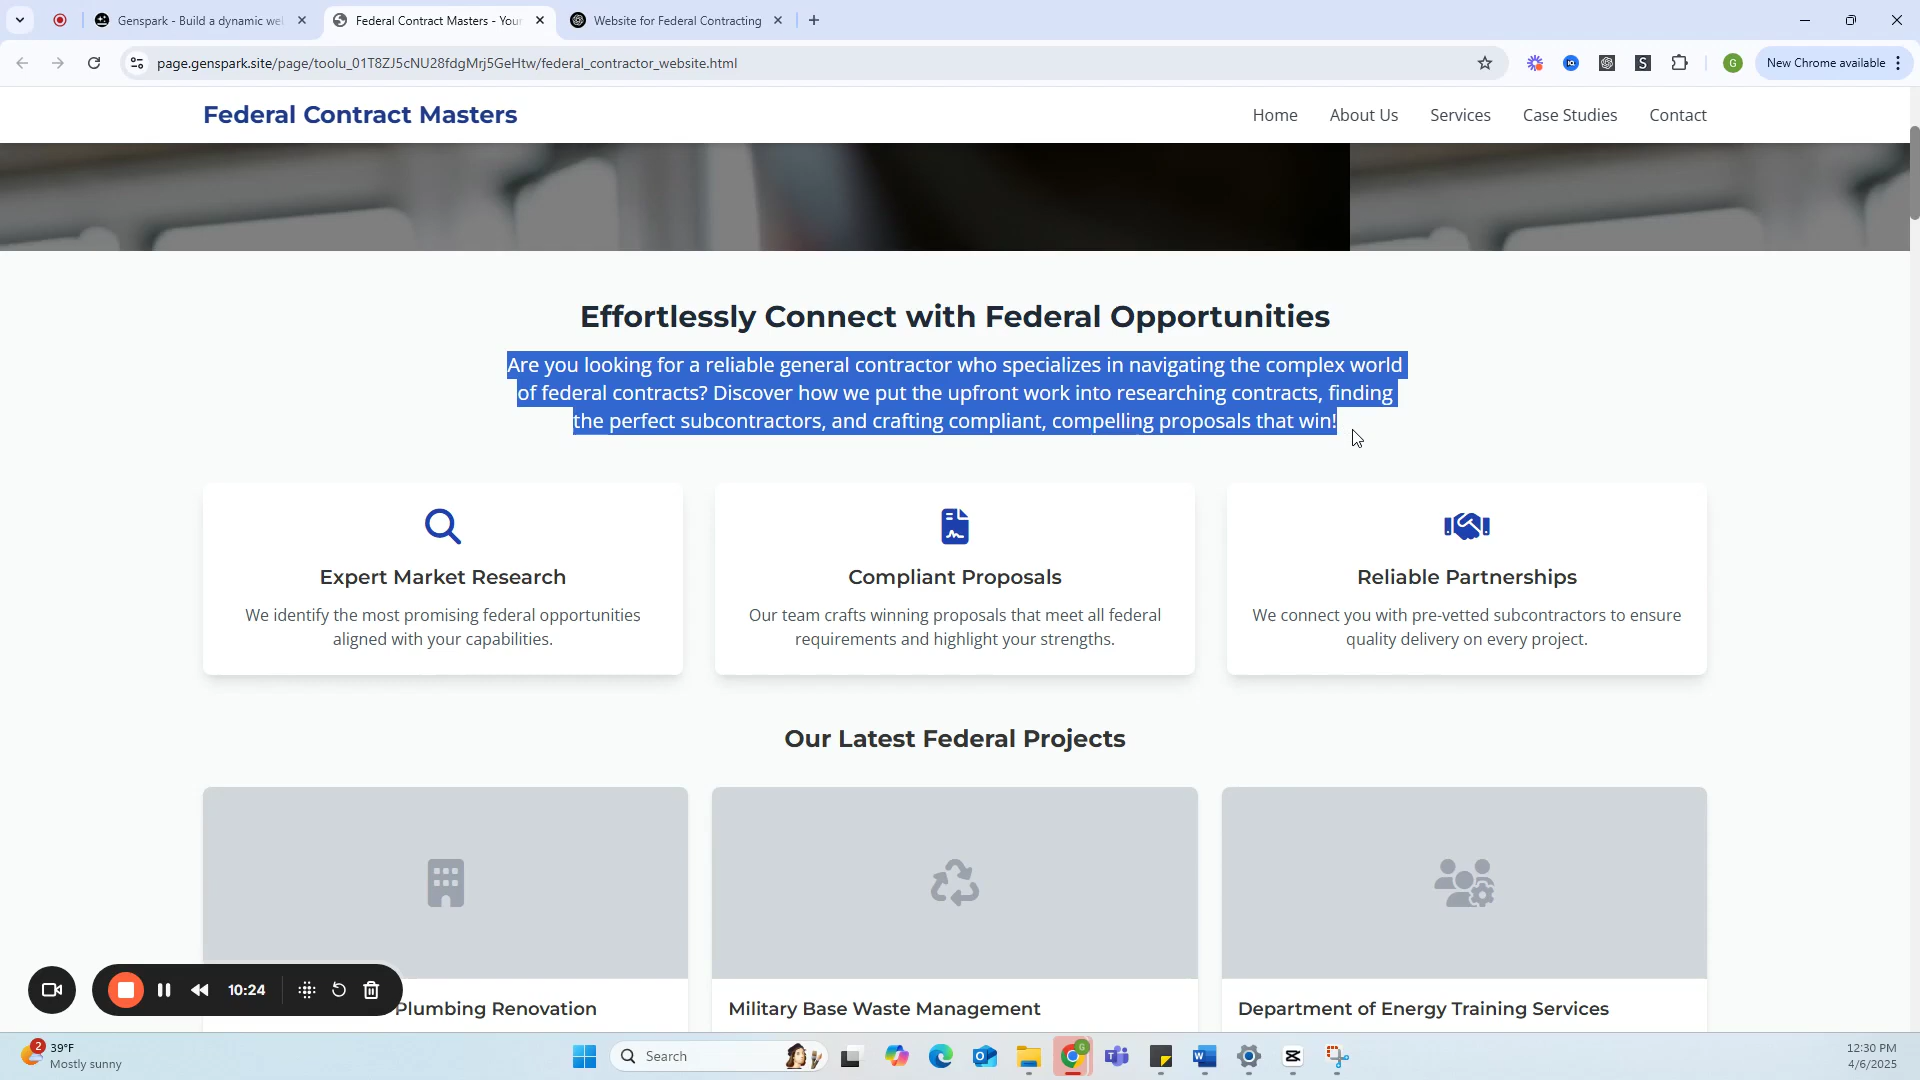 Genspark - Build a dynamic wel
Federal Contract Masters - Your
Website for Federal Contracting
page.genspark.site/page/toolu_01T8ZJ5cNU28fdgMrj5GeHtw/federal_contractor_website.html
S
G
New Chrome available
Federal Contract Masters
Home
About Us
Services
Case Studies
Contact
Effortlessly Connect with Federal Opportunities
Are you looking for a reliable general contractor who specializes in navigating the complex world
of federal contracts? Discover how we put the upfront work into researching contracts, finding
the perfect subcontractors, and crafting compliant, compelling proposals that win!
Expert Market Research
We identify the most promising federal opportunities
aligned with your capabilities.
Compliant Proposals
Our team crafts winning proposals that meet all federal
requirements and highlight your strengths.
Reliable Partnerships
We connect you with pre-vetted subcontractors to ensure
quality delivery on every project.
Our Latest Federal Projects
Plumbing Renovation
Military Base Waste Management
Department of Energy Training Services
10:24
2
39°F
Mostly sunny
Search
G
12:30 PM
4/6/2025